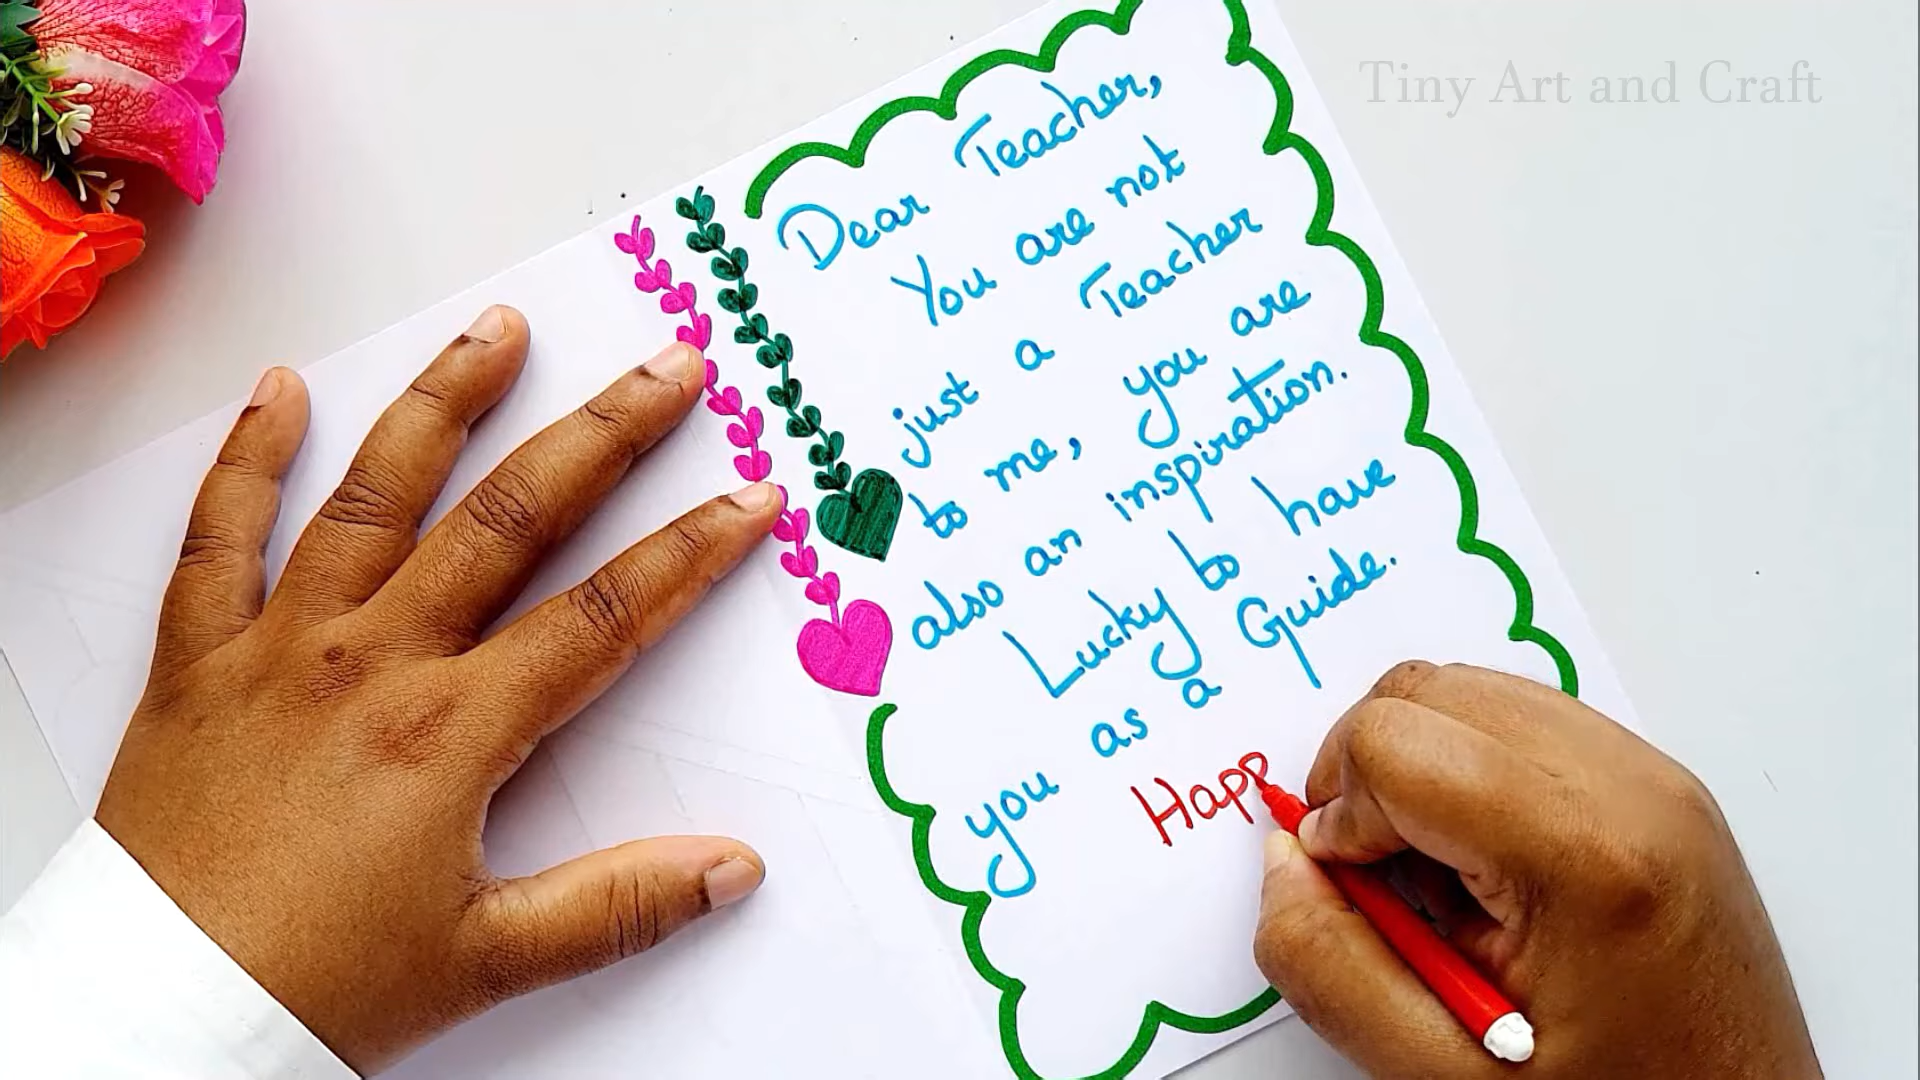 Tiny Art and Craft
Dear Teacher,
You are not
just a Teacher
to me, you are
also an inspiration.
Lucky to have
you as a Guide.
Happ